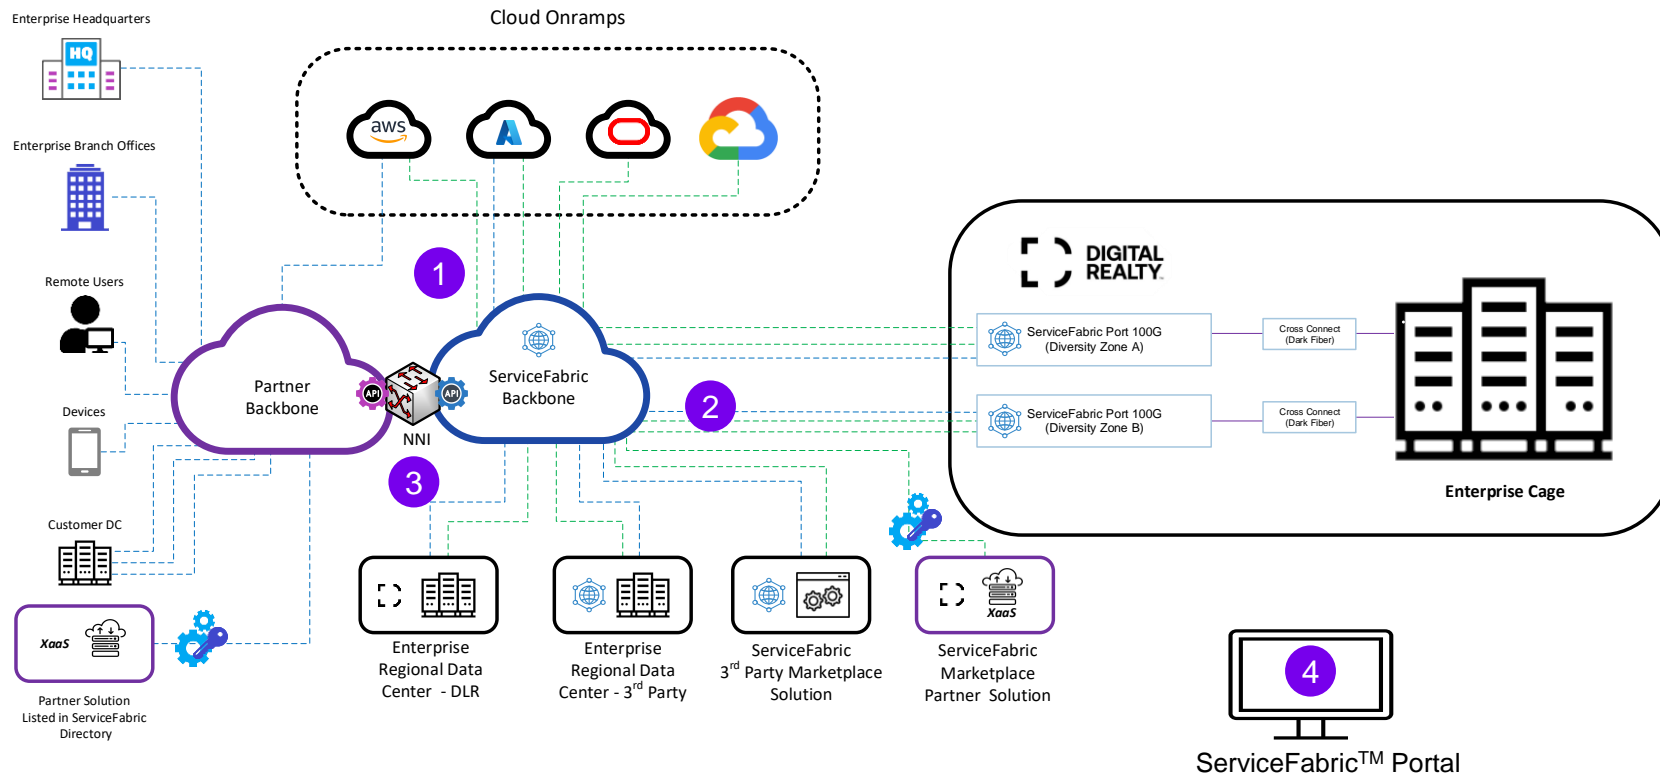 Enterprise Headquarters
HQ
Cloud Onramps
aws
Enterprise Branch Offices
1
DIGITAL
REALTY
Remote Users
ServiceFabric Port 100G
(Diversity Zone A)
Cross Connect
(Dark Fiber)
Partner
Backbone
API
NNI
API
ServiceFabric
Backbone
2
ServiceFabric Port 100G
(Diversity Zone B)
Cross Connect
(Dark Fiber)
Devices
3
Enterprise Cage
Customer DC
XaaS
Partner Solution
Listed in ServiceFabric
Directory
Enterprise
Regional Data
Center - DLR
Enterprise
Regional Data
Center - 3rd Party
ServiceFabric
3rd Party Marketplace
Solution
XaaS
ServiceFabric
Marketplace
Partner Solution
4
ServiceFabricTM Portal